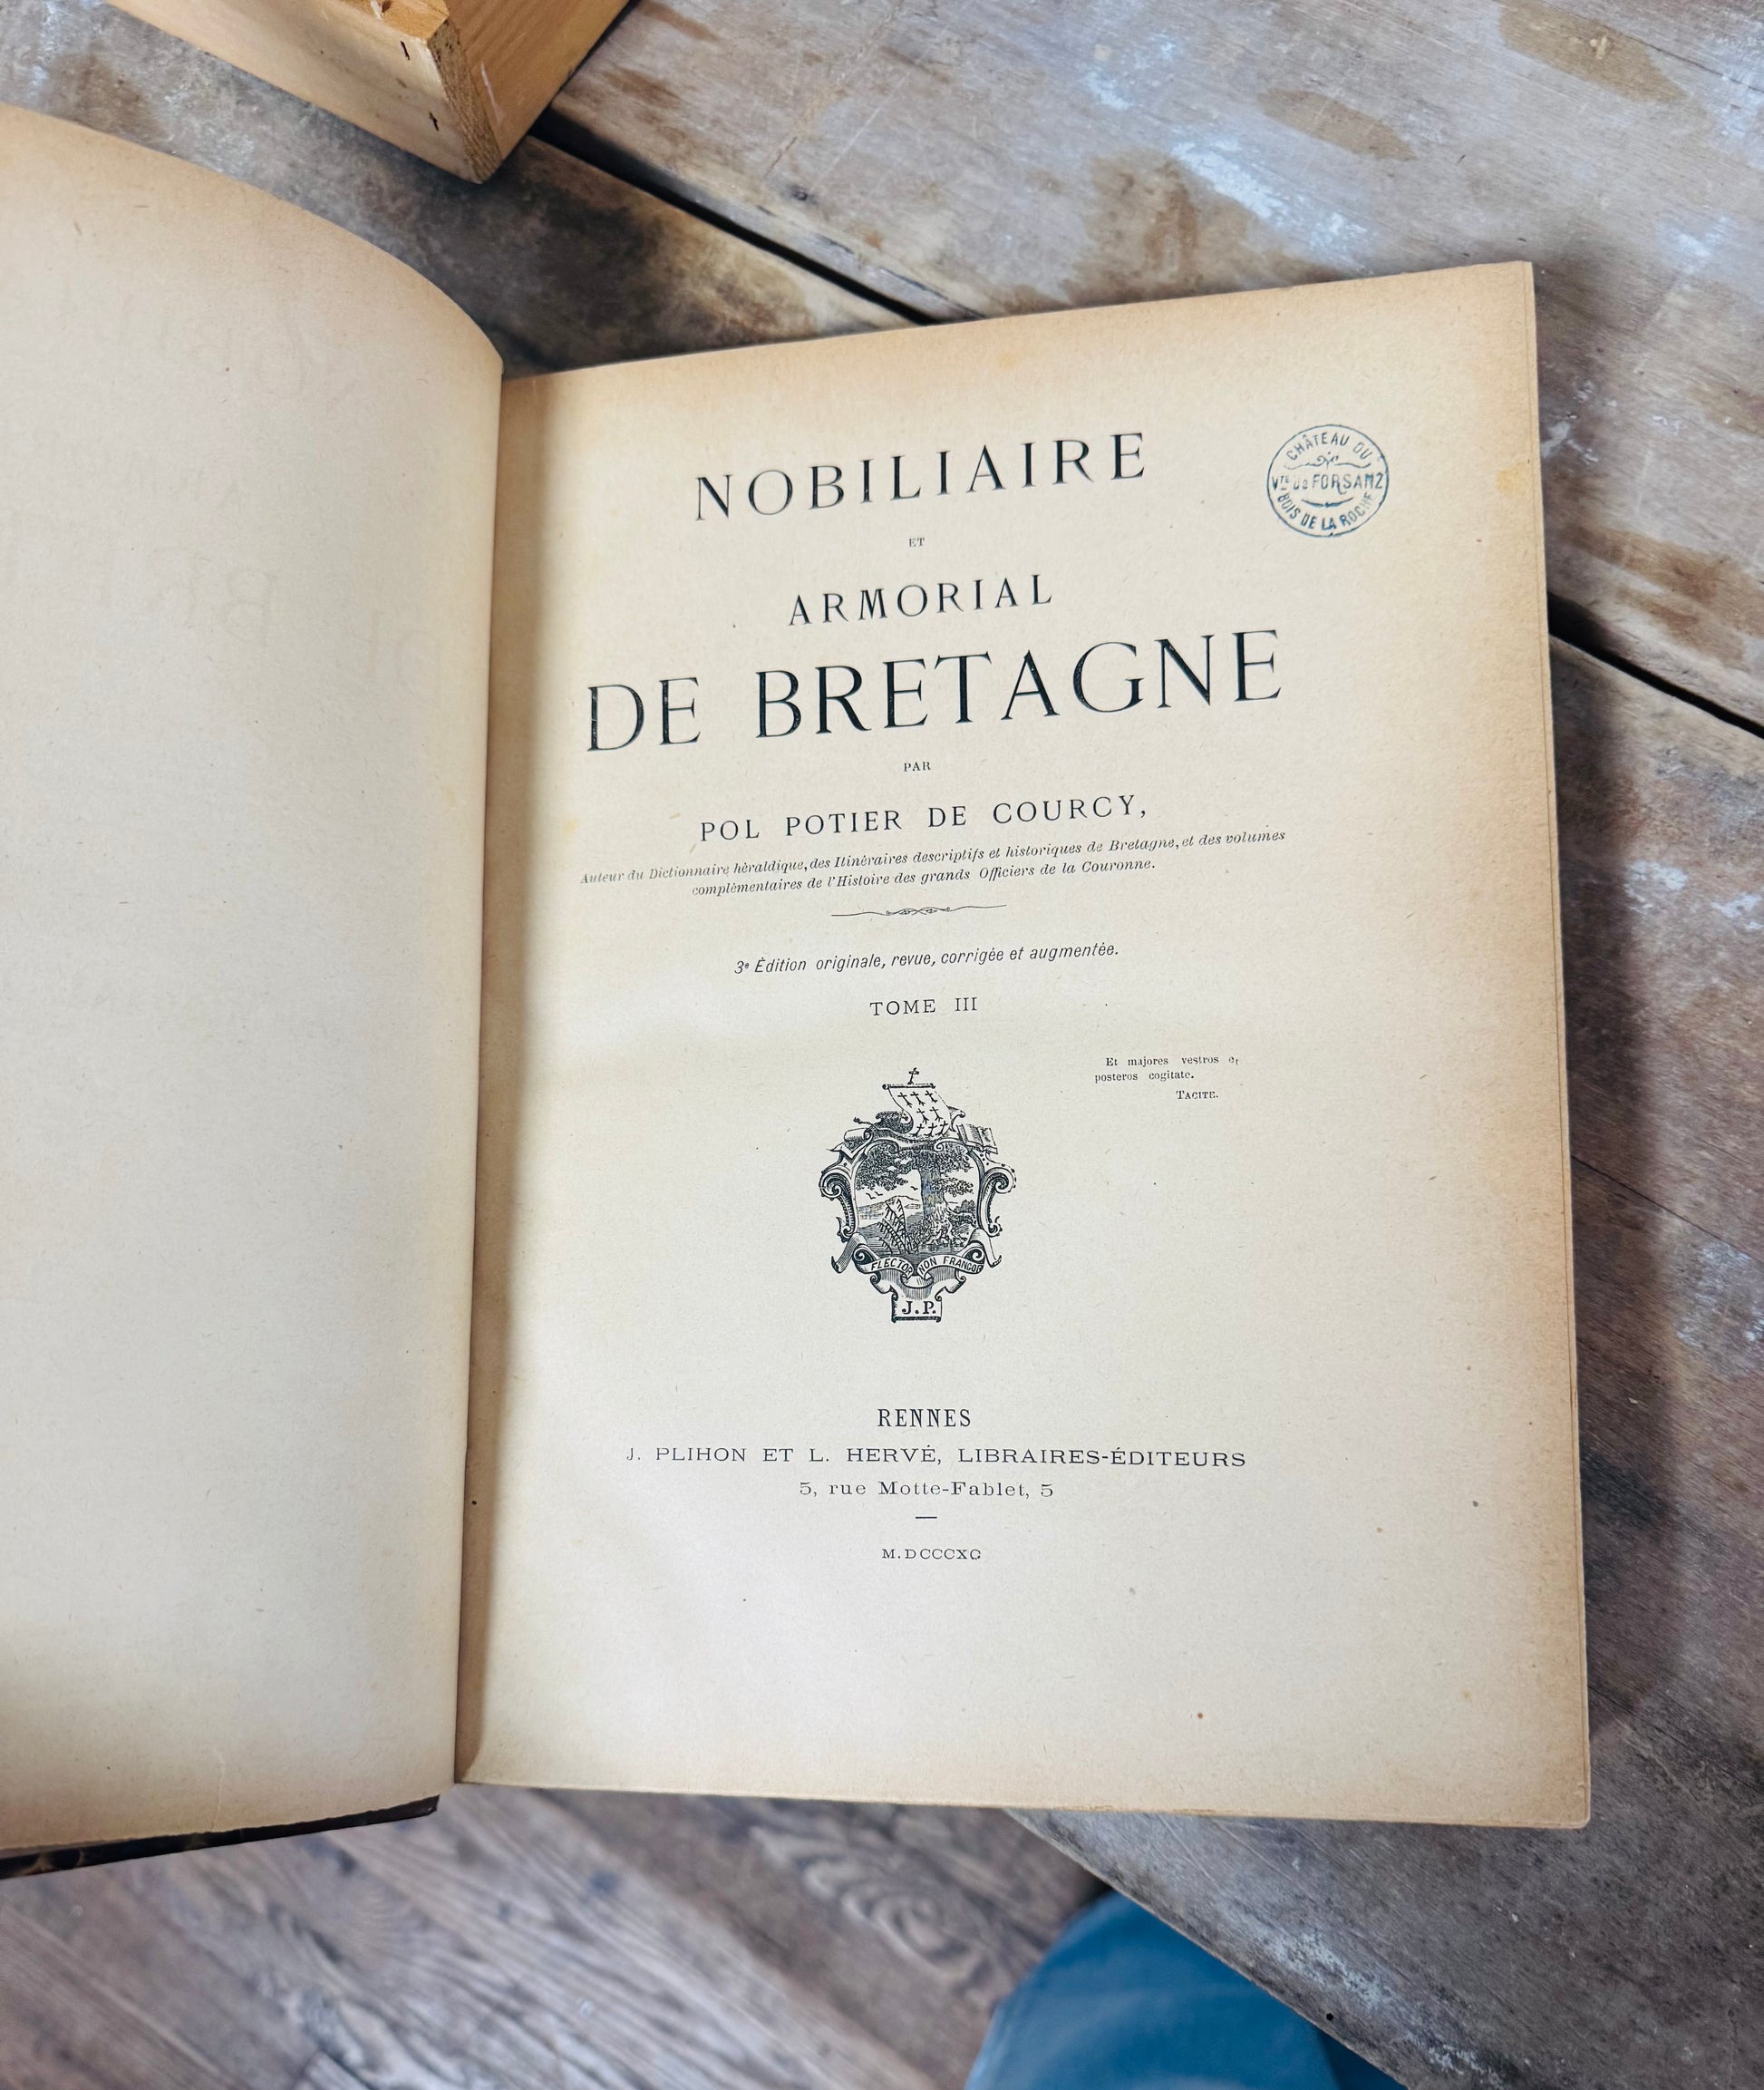 NOBILIAIRE
ET
ARMORIAL
DE BRETAGNE
PAR
POL POTIER DE COURCY,
Auteur du Dictionnaire hèraldique, des Itinéraires descriptifs et historiques de Bretagne, et des volumes
complèmentaires de l'Histoire des grands Officiers de la Couronne.
3e Édition originale, revue, corrigée et augmentée.
TOME III
Et majores vestros et
posteros cogitate.
TACITE.
FLECTOR NON FRANGOR
J. P.
RENNES
J. PLIHON ET L. HERVÉ, LIBRAIRES-ÉDITEURS
5, rue Motte-Fablet, 5
M.DCCCXC
CHÂTEAU DU
Vte de FORSANZ
BOIS DE LA ROCHE